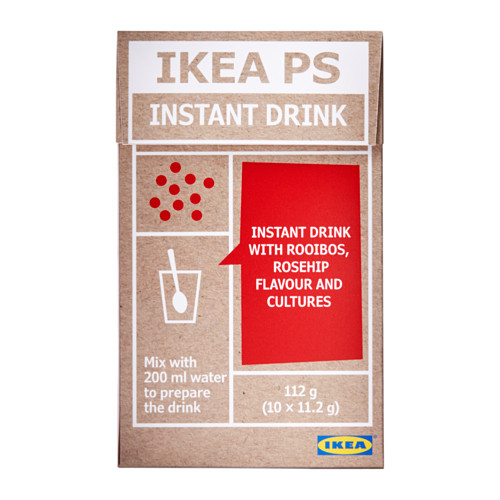 IKEA PS
INSTANT DRINK
INSTANT DRINK
WITH ROOIBOS,
ROSEHIP
FLAVOUR AND
CULTURES
Mix with
200 ml water
to prepare
the drink
112 g
(10 × 11.2 g)
IKEA